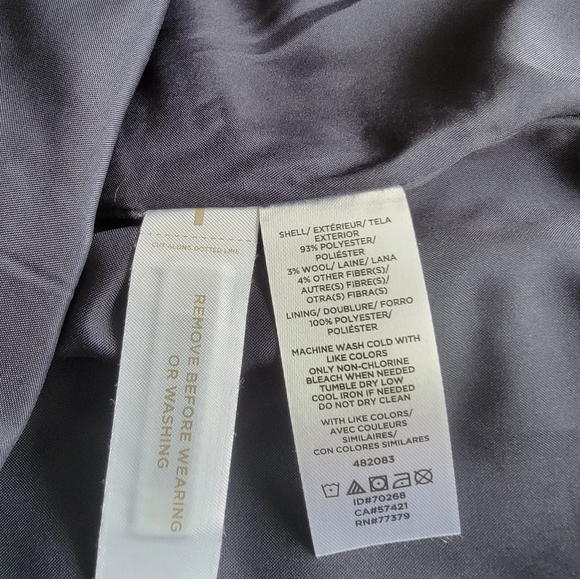 CUT ALONG DOTTED LINE
REMOVE BEFORE WEARING
OR WASHING
SHELL/ EXTÉRIEUR/ TELA
EXTERIOR
93% POLYESTER/
POLIÉSTER
3% WOOL/ LAINE/ LANA
4% OTHER FIBER(S)/
AUTRE(S) FIBRE(S)/
OTRA(S) FIBRA(S)
LINING/ DOUBLURE/ FORRO
100% POLYESTER/
POLIÉSTER
MACHINE WASH COLD WITH
LIKE COLORS
ONLY NON-CHLORINE
BLEACH WHEN NEEDED
TUMBLE DRY LOW
COOL IRON IF NEEDED
DO NOT DRY CLEAN
WITH LIKE COLORS/
AVEC COULEURS
SIMILAIRES/
CON COLORES SIMILARES
482083
ID#70268
CA#57421
RN#77379